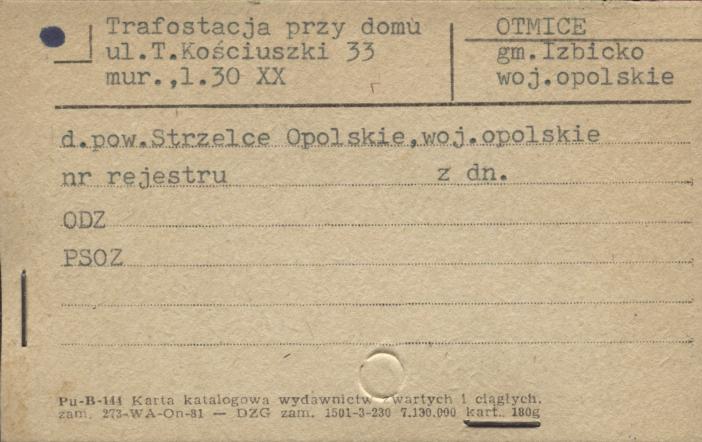 Trafostacja przy domu
ul.T.Kościuszki 33
mur.,l.30 XX
OTMICE
gm.Izbicko
woj.opolskie
d.pow.Strzelce Opolskie,woj.opolskie
nr rejestru z dn.
ODZ
PSOZ
Pu-B-144 Karta katalogowa wydawnictw zwartych i ciągłych.
zam. 273-WA-On-81 — DZG zam. 1501-3-230 7.130.000 kart. 180g